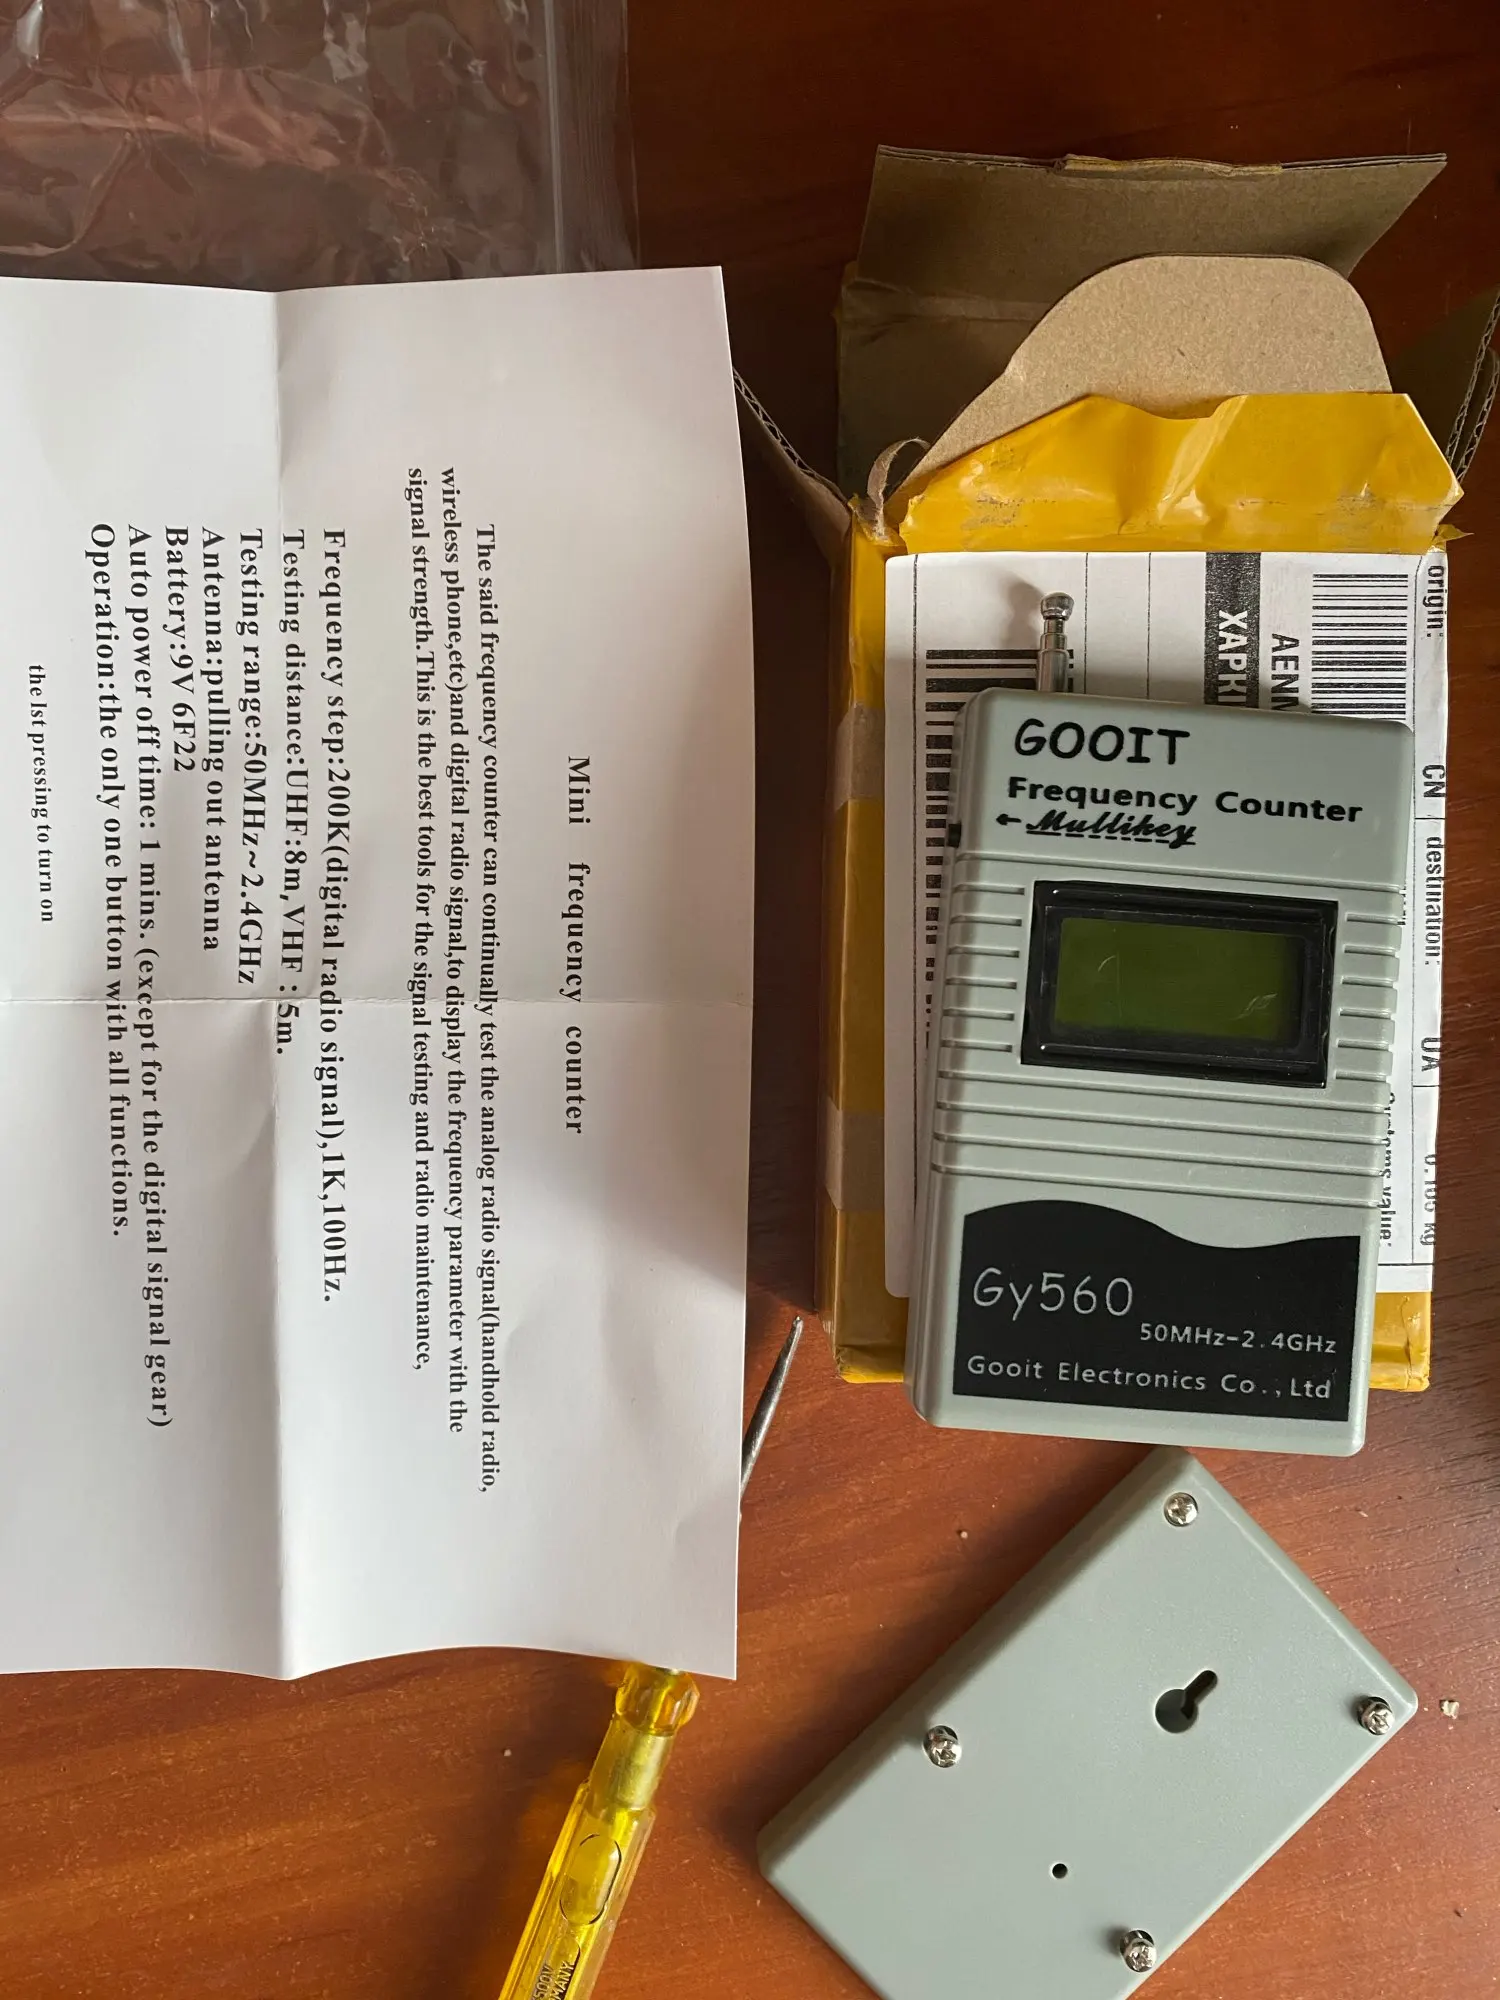 Mini frequency counter
The said frequency counter can continually test the analog radio signal(handhold radio,
wireless phone,etc)and digital radio signal,to display the frequency parameter with the
signal strength.This is the best tools for the signal testing and radio maintenance,
Frequency step:200K(digital radio signal),1K,100Hz.
Testing distance:UHF:8m,VHF : 5m.
Testing range:50MHz~2.4GHz
Antenna:pulling out antenna
Battery:9V 6F22
Auto power off time: 1 mins. (except for the digital signal gear)
Operation:the only one button with all functions.
the lst pressing to turn on
origin: CN destination: UA
AENM
ХАРКІ
GOOIT
Frequency Counter
←Mullikey
Gy560
50MHz-2.4GHz
Gooit Electronics Co.,Ltd
500V